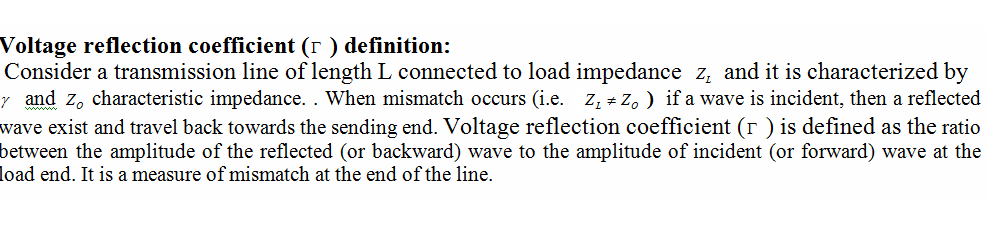 Voltage reflection coefficient (Γ ) definition:
Consider a transmission line of length L connected to load impedance Z_L and it is characterized by
γ and Z_o characteristic impedance. . When mismatch occurs (i.e. Z_L ≠ Z_o ) if a wave is incident, then a reflected
wave exist and travel back towards the sending end. Voltage reflection coefficient (Γ ) is defined as the ratio
between the amplitude of the reflected (or backward) wave to the amplitude of incident (or forward) wave at the
load end. It is a measure of mismatch at the end of the line.